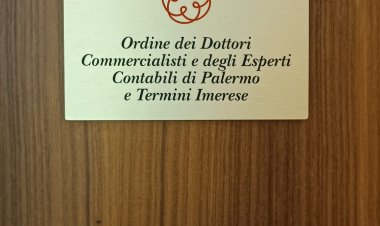 Ordine dei Dottori
Commercialisti e degli Esperti
Contabili di Palermo
e Termini Imerese